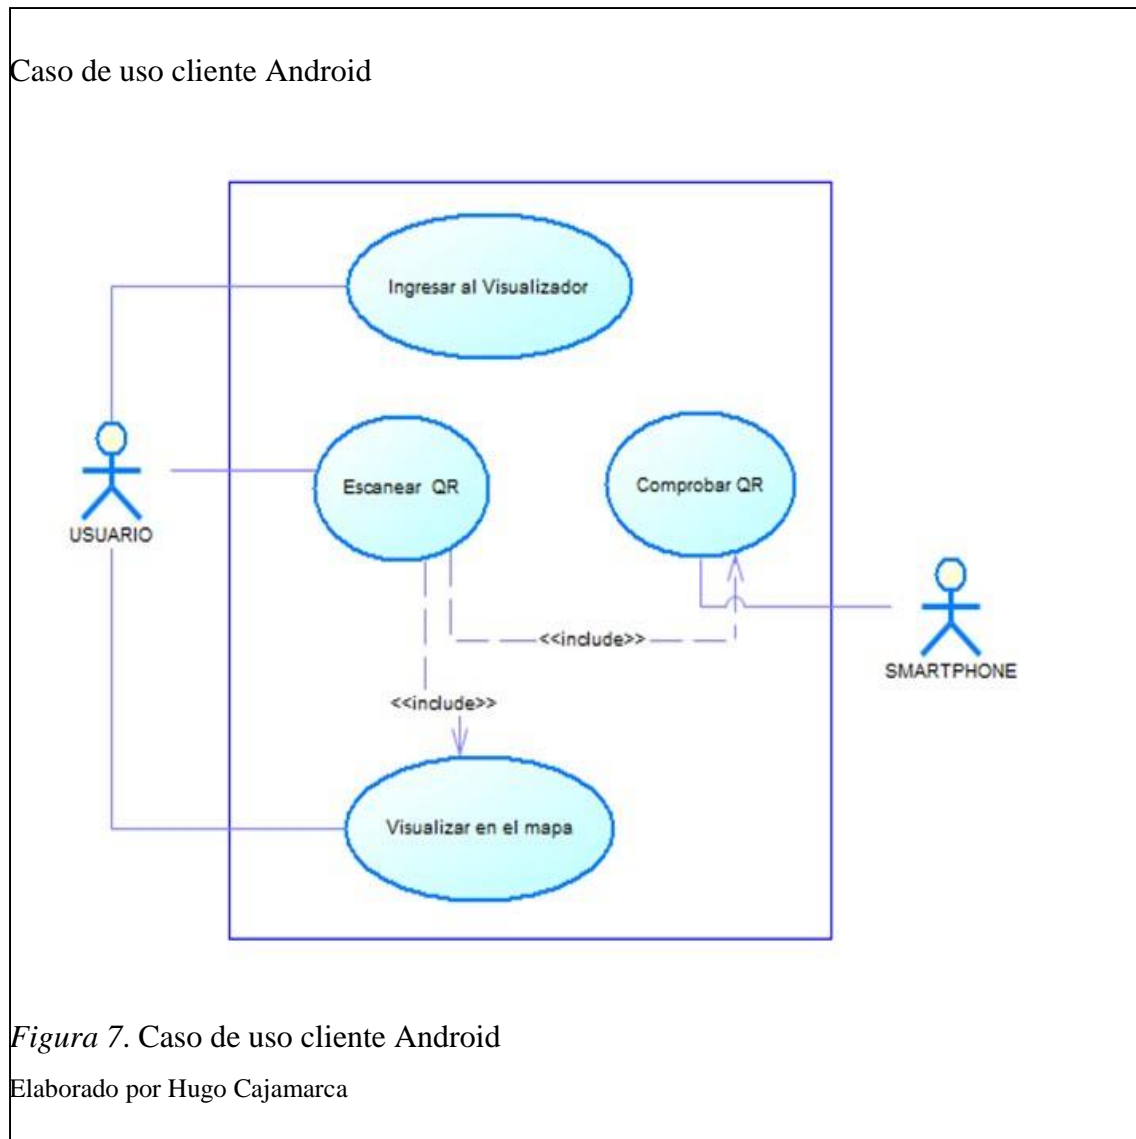 Caso de uso cliente Android
Ingresar al Visualizador
Escanear QR
Comprobar QR
USUARIO
<<include>>
SMARTPHONE
<<include>>
Visualizar en el mapa
Figura 7. Caso de uso cliente Android
Elaborado por Hugo Cajamarca